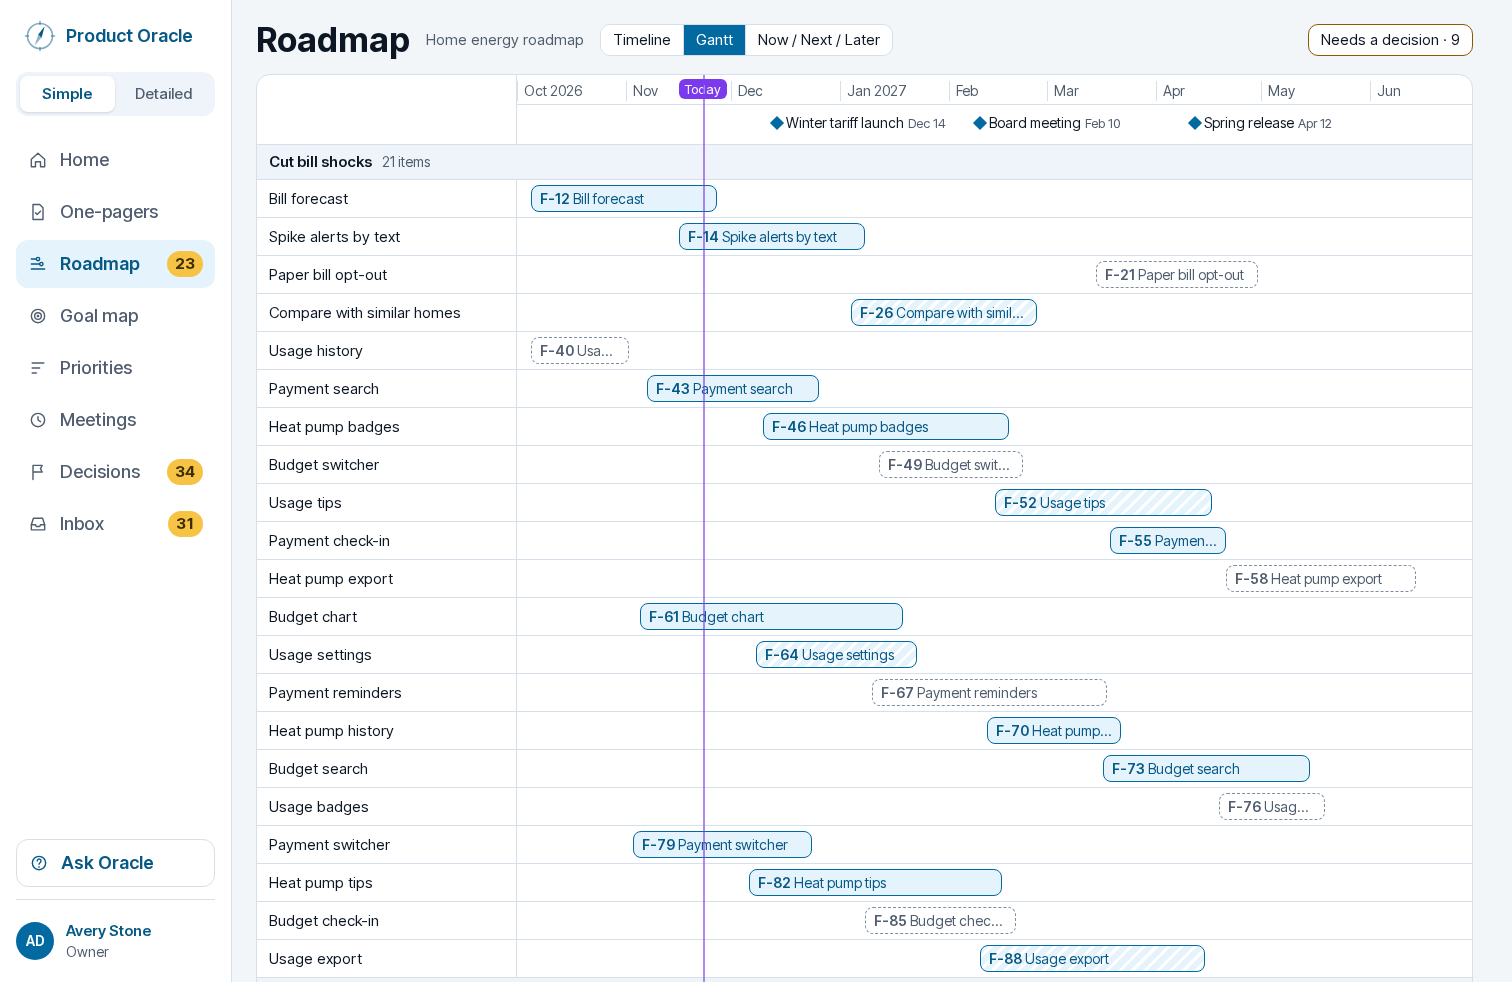 Product Oracle
Simple
Detailed
Home
One-pagers
Roadmap 23
Goal map
Priorities
Meetings
Decisions 34
Inbox 31
Ask Oracle
AD
Avery Stone
Owner
Roadmap
Home energy roadmap
Timeline
Gantt
Now / Next / Later
Needs a decision · 9
Oct 2026
Nov
Today
Dec
Jan 2027
Feb
Mar
Apr
May
Jun
Winter tariff launch Dec 14
Board meeting Feb 10
Spring release Apr 12
Cut bill shocks 21 items
Bill forecast
F-12 Bill forecast
Spike alerts by text
F-14 Spike alerts by text
Paper bill opt-out
F-21 Paper bill opt-out
Compare with similar homes
F-26 Compare with simil...
Usage history
F-40 Usa...
Payment search
F-43 Payment search
Heat pump badges
F-46 Heat pump badges
Budget switcher
F-49 Budget swit...
Usage tips
F-52 Usage tips
Payment check-in
F-55 Paymen...
Heat pump export
F-58 Heat pump export
Budget chart
F-61 Budget chart
Usage settings
F-64 Usage settings
Payment reminders
F-67 Payment reminders
Heat pump history
F-70 Heat pump...
Budget search
F-73 Budget search
Usage badges
F-76 Usag...
Payment switcher
F-79 Payment switcher
Heat pump tips
F-82 Heat pump tips
Budget check-in
F-85 Budget chec...
Usage export
F-88 Usage export